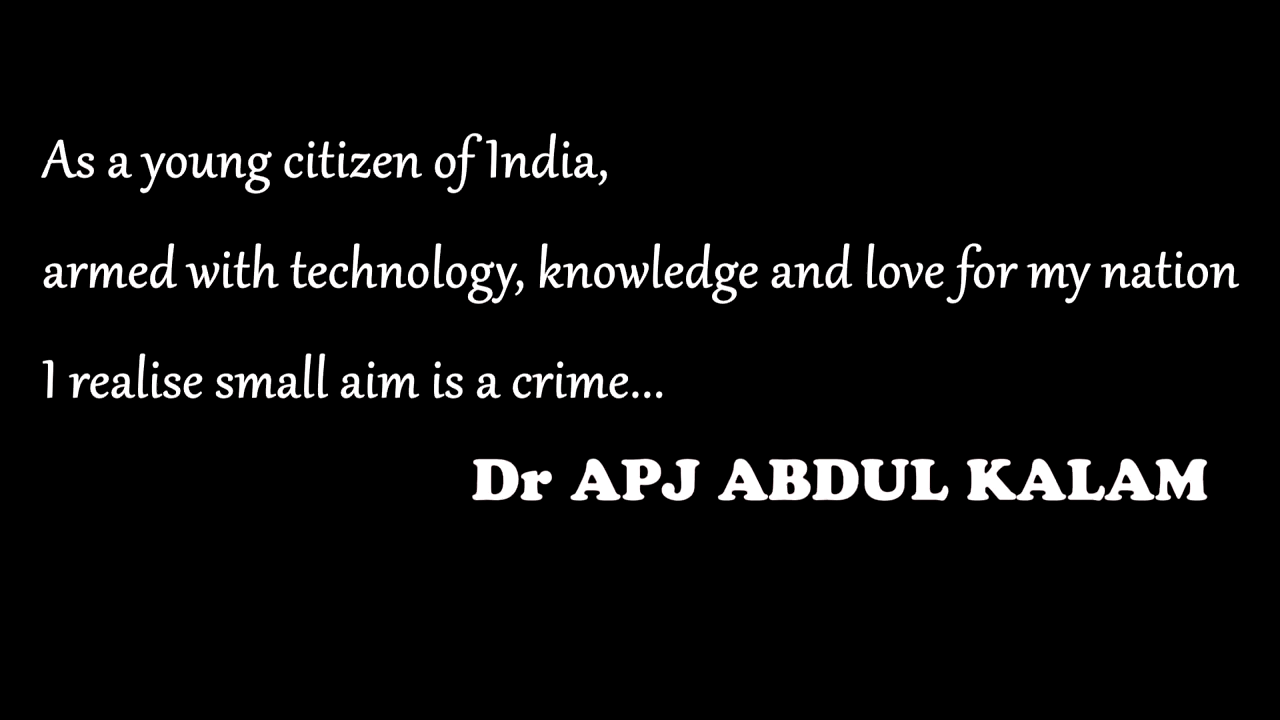 As a young citizen of India,
armed with technology, knowledge and love for my nation
I realise small aim is a crime...
Dr APJ ABDUL KALAM